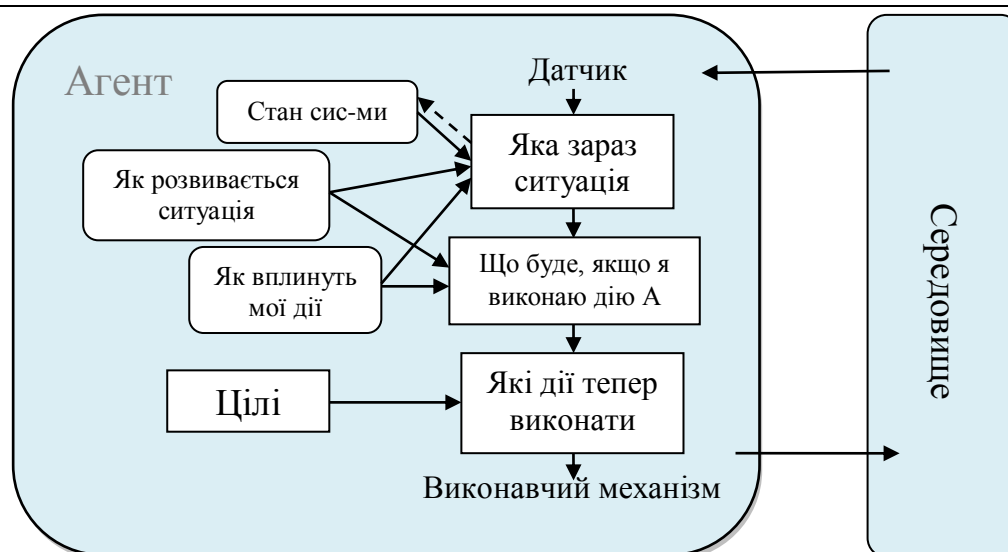 Агент
Датчик
Стан сис-ми
Яка зараз
ситуація
Як розвивається
ситуація
Як вплинуть
мої дії
Що буде, якщо я
виконаю дію А
Цілі
Які дії тепер
виконати
Виконавчий механізм
Середовище